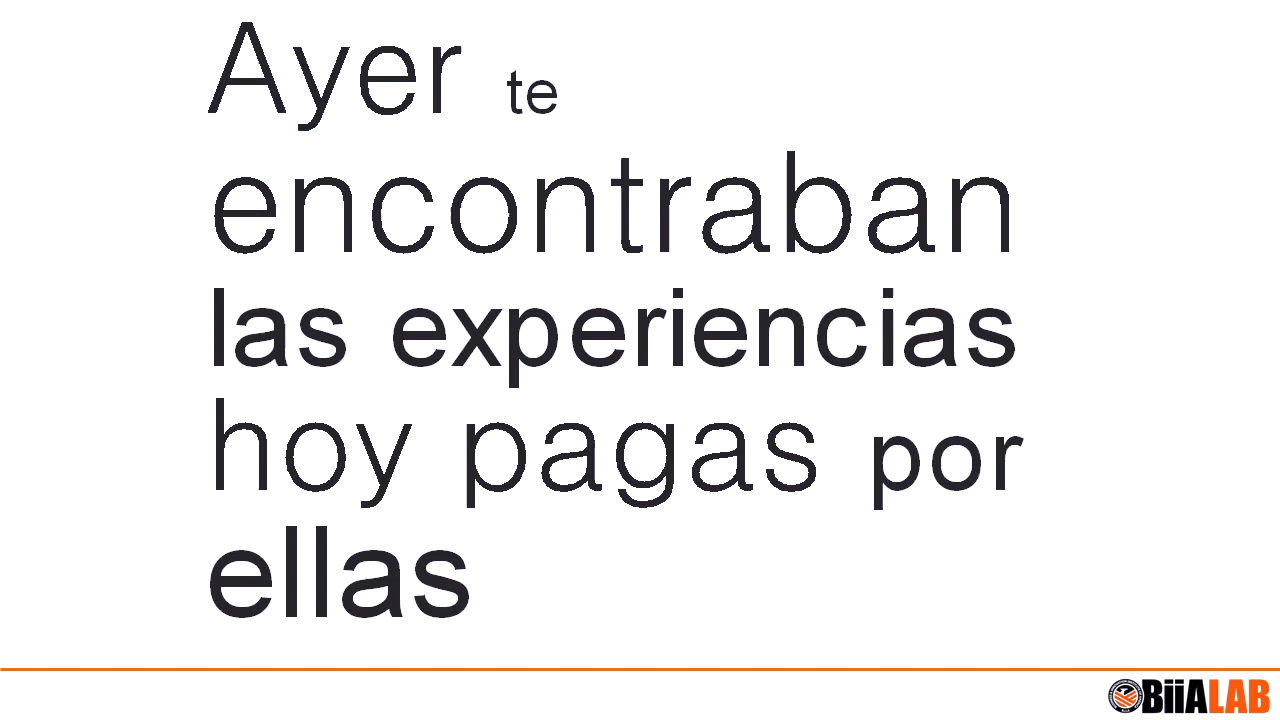 Ayer te
encontraban
las experiencias
hoy pagas por
ellas
BiiALAB